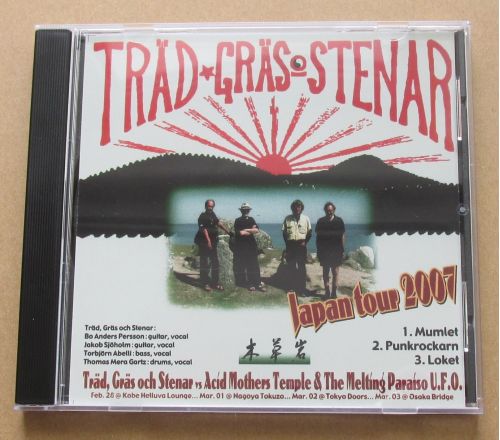 TRÄD★GRÄS☯STENAR
Japan tour 2007
1. Mumlet
2. Punkrockarn
3. Loket
Träd, Gräs och Stenar :
Bo Anders Persson : guitar, vocal
Jakob Sjöholm : guitar, vocal
Torbjörn Abelli : bass, vocal
Thomas Mera Gartz : drums, vocal
木草岩
Träd, Gräs och Stenar vs Acid Mothers Temple & The Melting Paraiso U.F.O.
Feb. 28 @ Kobe Helluva Lounge... Mar. 01 @ Nagoya Tokuzo... Mar. 02 @ Tokyo Doors... Mar. 03 @ Osaka Bridge